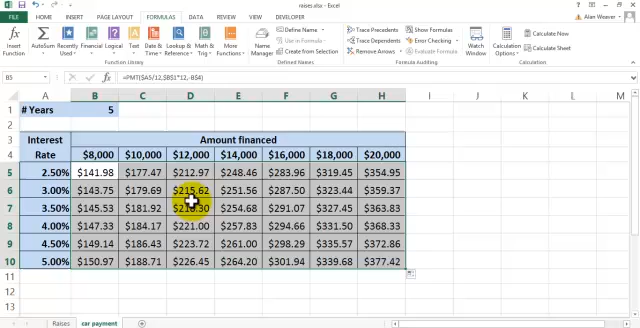 raises.xlsx - Excel
FILE HOME INSERT PAGE LAYOUT FORMULAS DATA REVIEW VIEW DEVELOPER Alan Weaver
Insert Function
AutoSum
Recently Used
Financial
Logical
Text
Date & Time
Lookup & Reference
Math & Trig
More Functions
Function Library
Name Manager
Define Name
Use in Formula
Create from Selection
Defined Names
Trace Precedents
Trace Dependents
Remove Arrows
Show Formulas
Error Checking
Evaluate Formula
Formula Auditing
Watch Window
Calculation Options
Calculate Now
Calculate Sheet
Calculation
B5 fx =PMT($A5/12,$B$1*12,-B$4)
A B C D E F G H I J K L M
1 # Years 5
2
3 Interest Amount financed
4 Rate $8,000 $10,000 $12,000 $14,000 $16,000 $18,000 $20,000
5 2.50% $141.98 $177.47 $212.97 $248.46 $283.96 $319.45 $354.95
6 3.00% $143.75 $179.69 $215.62 $251.56 $287.50 $323.44 $359.37
7 3.50% $145.53 $181.92 $218.30 $254.68 $291.07 $327.45 $363.83
8 4.00% $147.33 $184.17 $221.00 $257.83 $294.66 $331.50 $368.33
9 4.50% $149.14 $186.43 $223.72 $261.00 $298.29 $335.57 $372.86
10 5.00% $150.97 $188.71 $226.45 $264.20 $301.94 $339.68 $377.42
11
12
13
Raises car payment